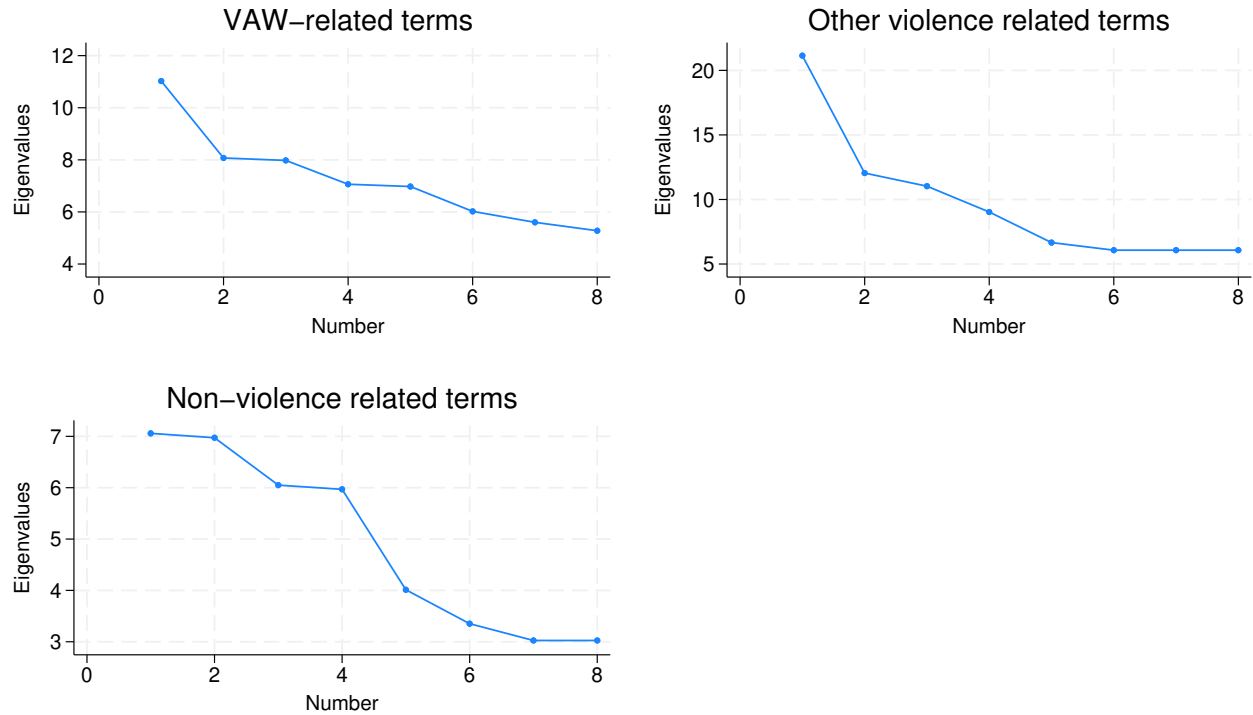 VAW−related terms
Eigenvalues
12
10
8
6
4
0 2 4 6 8
Number
Other violence related terms
Eigenvalues
20
15
10
5
0 2 4 6 8
Number
Non−violence related terms
Eigenvalues
7
6
5
4
3
0 2 4 6 8
Number